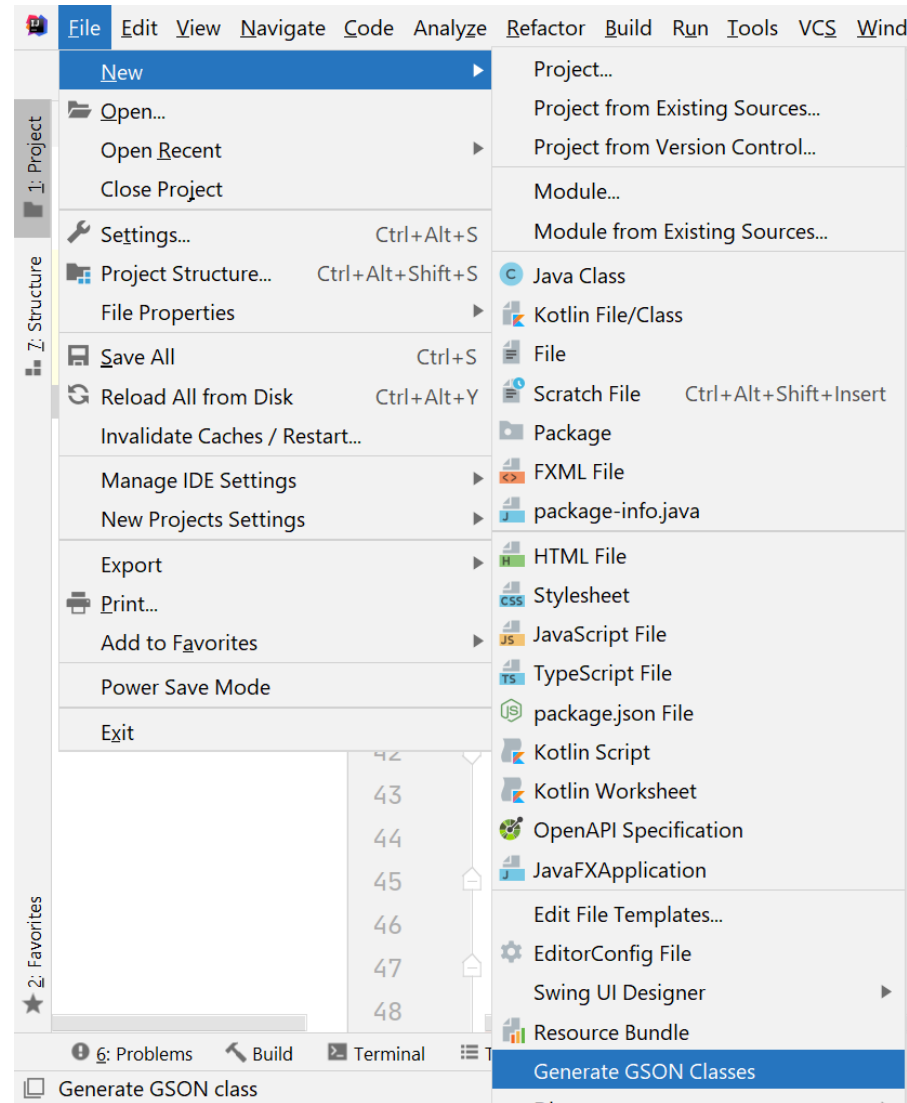 File Edit View Navigate Code Analyze Refactor Build Run Tools VCS Wind
New
Open...
Open Recent
Close Project
Settings... Ctrl+Alt+S
Project Structure... Ctrl+Alt+Shift+S
File Properties
Save All Ctrl+S
Reload All from Disk Ctrl+Alt+Y
Invalidate Caches / Restart...
Manage IDE Settings
New Projects Settings
Export
Print...
Add to Favorites
Power Save Mode
Exit
Project...
Project from Existing Sources...
Project from Version Control...
Module...
Module from Existing Sources...
Java Class
Kotlin File/Class
File
Scratch File Ctrl+Alt+Shift+Insert
Package
FXML File
package-info.java
HTML File
Stylesheet
JavaScript File
TypeScript File
package.json File
Kotlin Script
Kotlin Worksheet
OpenAPI Specification
JavaFXApplication
Edit File Templates...
EditorConfig File
Swing UI Designer
Resource Bundle
Generate GSON Classes
1: Project
7: Structure
2: Favorites
42
43
44
45
46
47
48
6: Problems Build Terminal
Generate GSON class